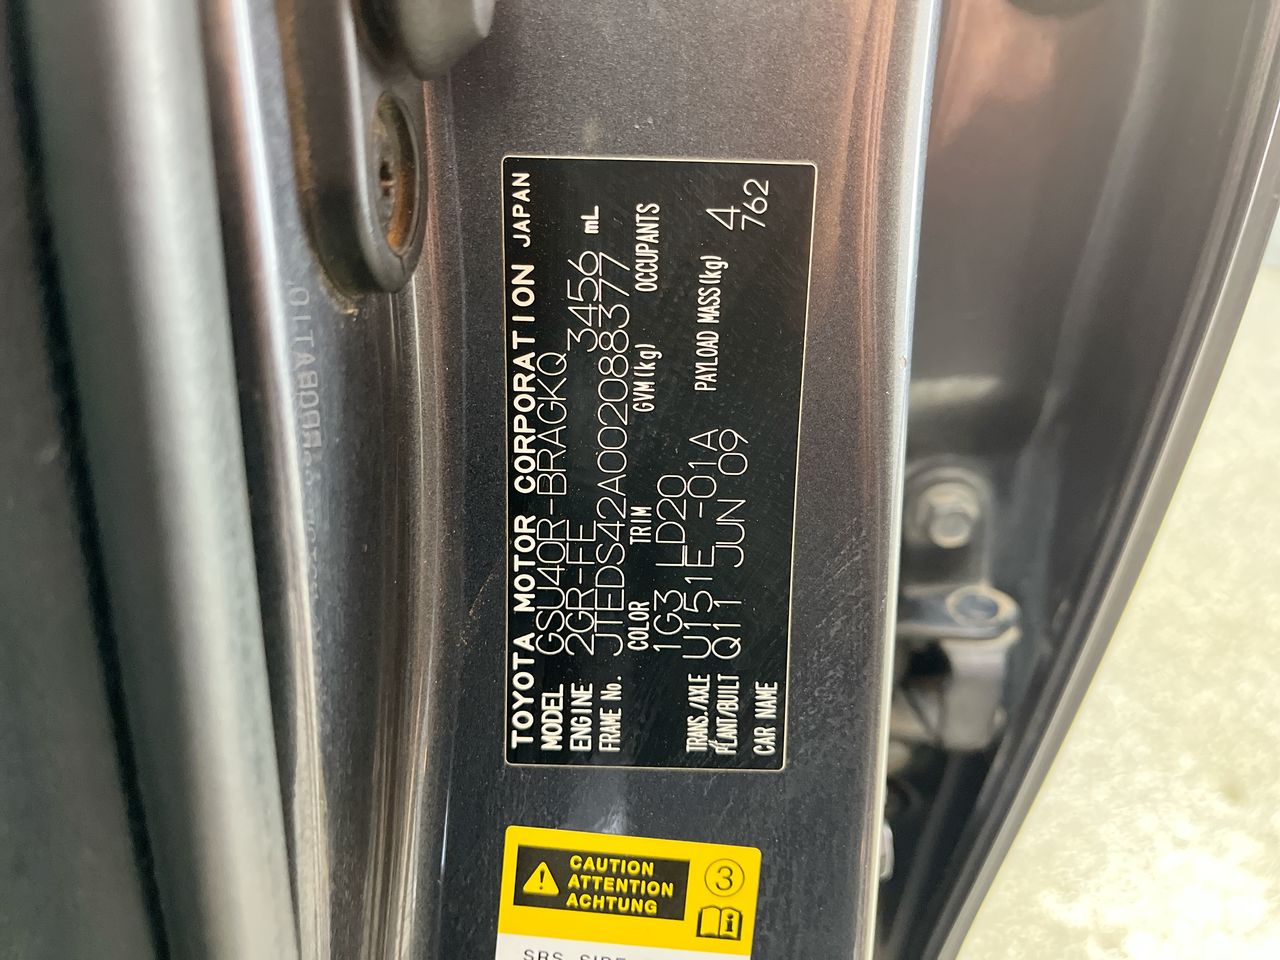 TOYOTA MOTOR CORPORATION JAPAN
MODEL GSU40R-BRAGKQ
ENGINE 2GR-FE 3456 mL
FRAME No. JTEDS42A002088377
COLOR TRIM GVM(kg) OCCUPANTS
1G3 LD20 4
TRANS./AXLE U151E -01A PAYLOAD MASS(kg) 762
PLANT/BUILT Q11 JUN 09
CAR NAME
CAUTION
ATTENTION
ACHTUNG
3
i